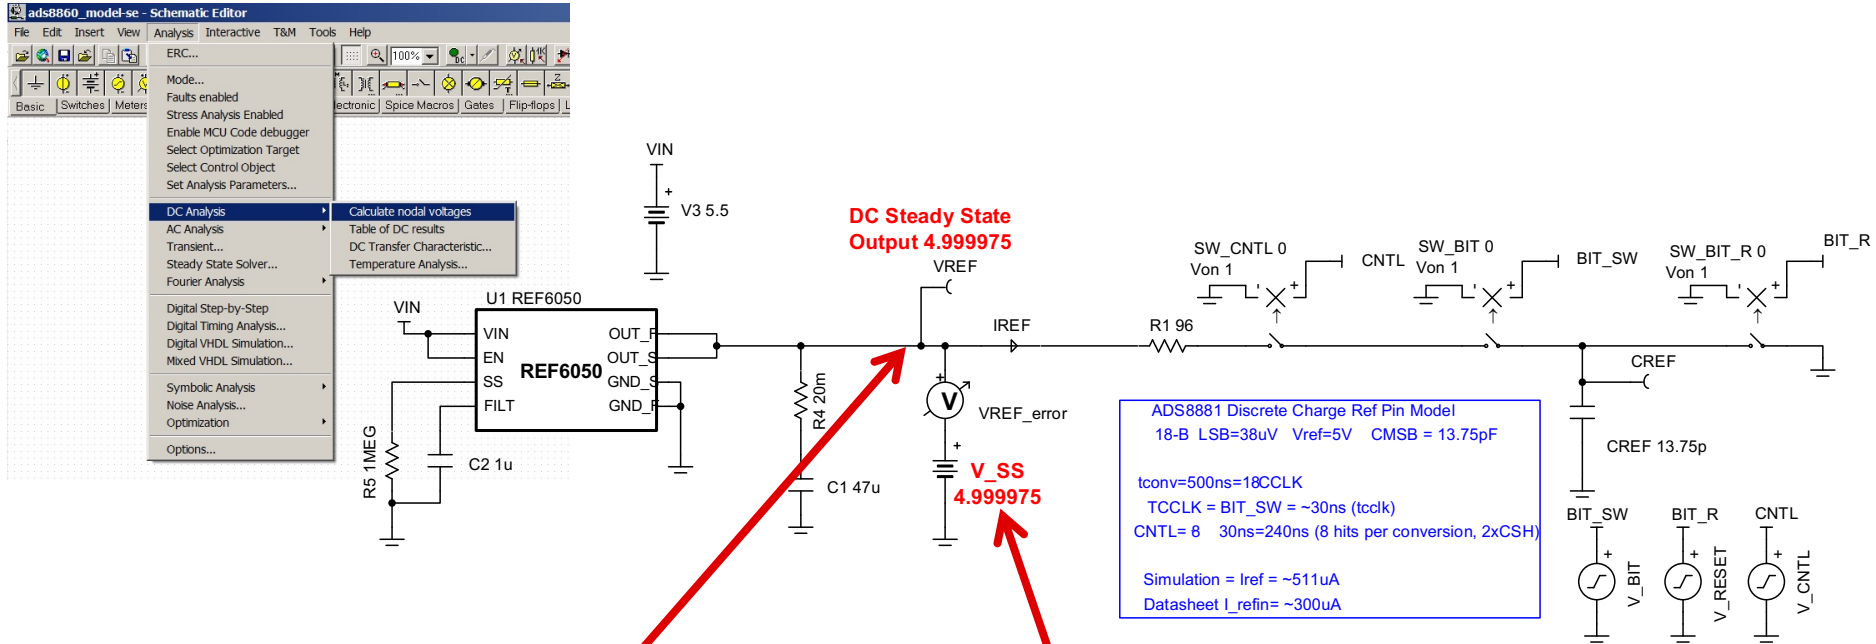 ads8860_model-se - Schematic Editor
File Edit Insert View Analysis Interactive T&M Tools Help
100%
DC
Basic Switches Meters
Spice Macros Gates Flip-flops
ERC...
Mode...
Faults enabled
Stress Analysis Enabled
Enable MCU Code debugger
Select Optimization Target
Select Control Object
Set Analysis Parameters...
DC Analysis
AC Analysis
Transient...
Steady State Solver...
Fourier Analysis
Digital Step-by-Step
Digital Timing Analysis...
Digital VHDL Simulation...
Mixed VHDL Simulation...
Symbolic Analysis
Noise Analysis...
Optimization
Options...
Calculate nodal voltages
Table of DC results
DC Transfer Characteristic...
Temperature Analysis...
VIN
+
V3 5.5
DC Steady State
Output 4.999975
VREF
VIN
U1 REF6050
VIN
EN
SS
FILT
REF6050
OUT_F
OUT_S
GND_S
GND_F
R5 1MEG
C2 1u
R4 20m
C1 47u
+
V
VREF_error
+
V_SS
4.999975
IREF
R1 96
SW_CNTL 0
Von 1
+
CNTL
SW_BIT 0
Von 1
+
BIT_SW
SW_BIT_R 0
+
BIT_R
CREF
CREF 13.75p
ADS8881 Discrete Charge Ref Pin Model
18-B LSB=38uV Vref=5V CMSB = 13.75pF
tconv=500ns=18CCLK
TCCLK = BIT_SW = ~30ns (tcclk)
CNTL= 8 30ns=240ns (8 hits per conversion, 2xCSH)
Simulation = Iref = ~511uA
Datasheet I_refin= ~300uA
BIT_SW
+
V_BIT
BIT_R
+
V_RESET
CNTL
+
V_CNTL